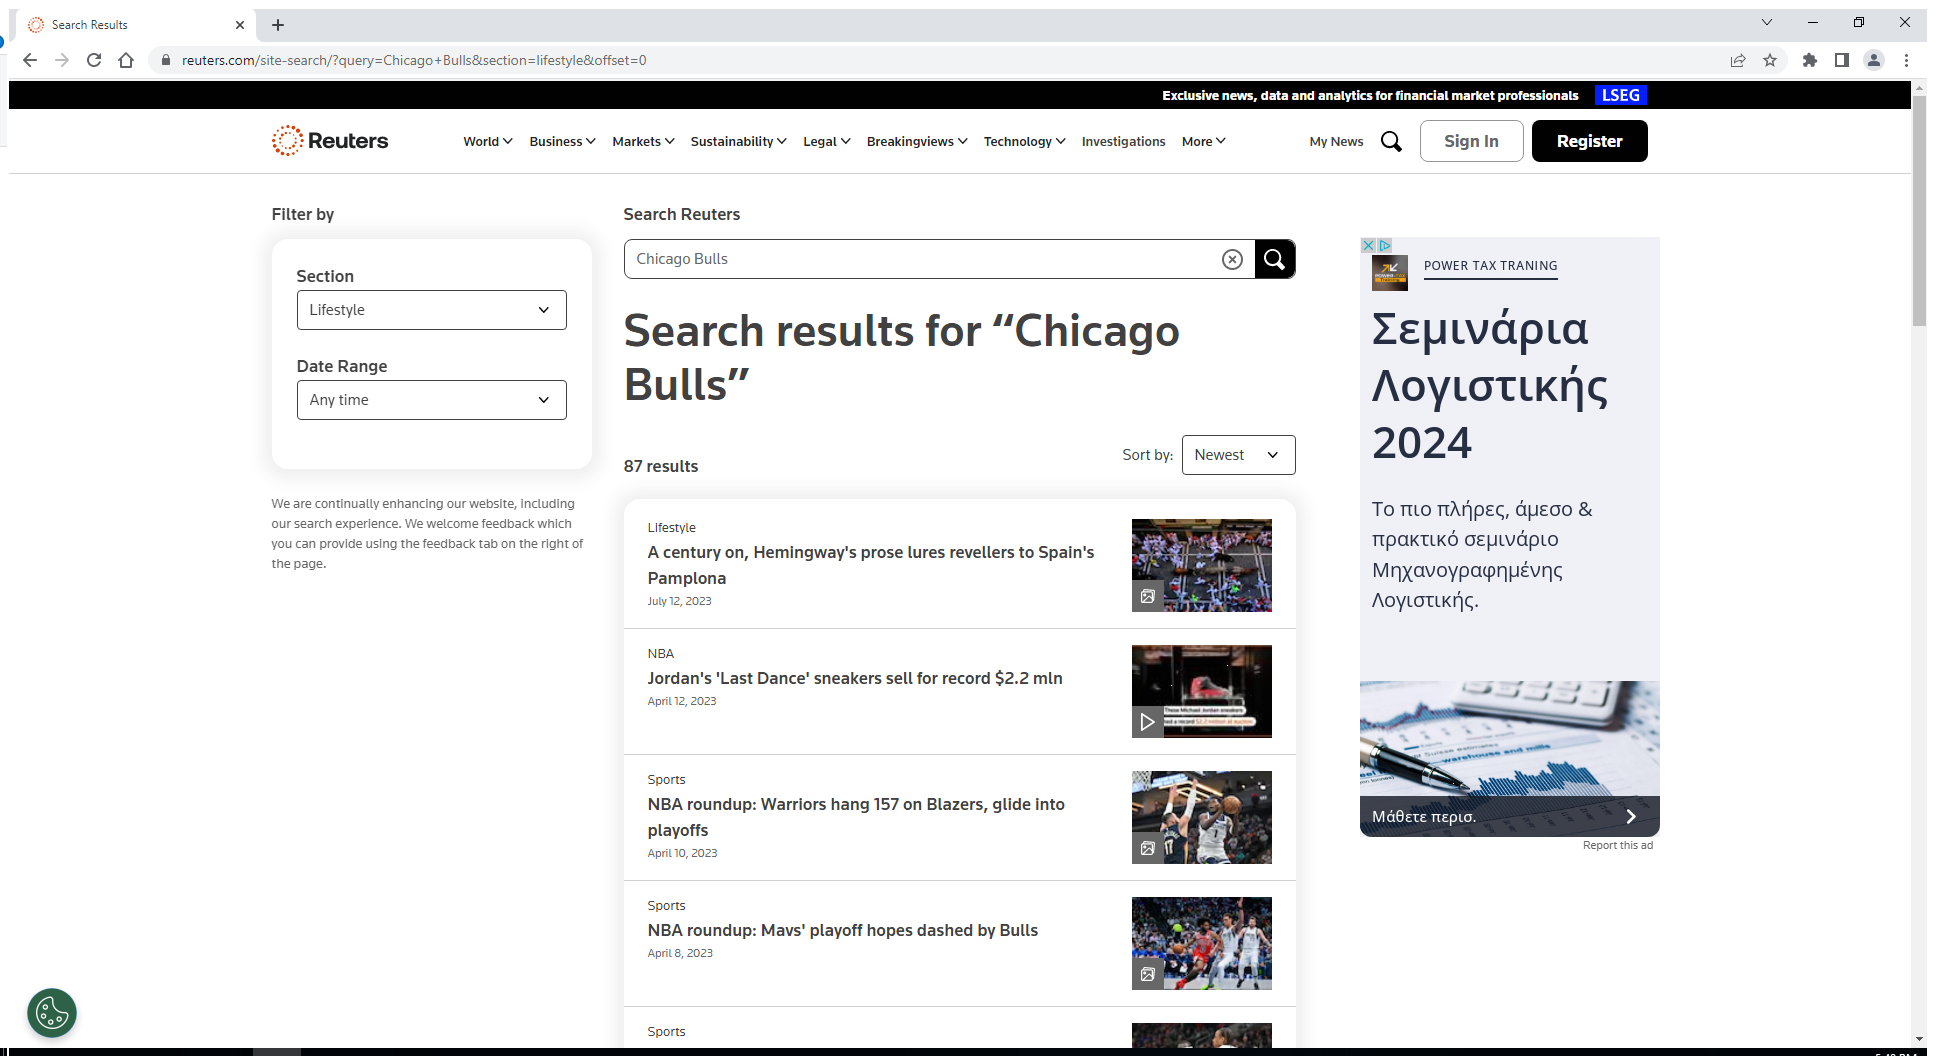 Search Results
reuters.com/site-search/?query=Chicago+Bulls&section=lifestyle&offset=0
Exclusive news, data and analytics for financial market professionals LSEG
Reuters World Business Markets Sustainability Legal Breakingviews Technology Investigations More My News Sign In Register
Filter by
Section
Lifestyle
Date Range
Any time
We are continually enhancing our website, including
our search experience. We welcome feedback which
you can provide using the feedback tab on the right of
the page.
Search Reuters
Chicago Bulls
Search results for “Chicago
Bulls”
87 results
Sort by: Newest
Lifestyle
A century on, Hemingway's prose lures revellers to Spain's
Pamplona
July 12, 2023
NBA
Jordan's 'Last Dance' sneakers sell for record $2.2 mln
April 12, 2023
Sports
NBA roundup: Warriors hang 157 on Blazers, glide into
playoffs
April 10, 2023
Sports
NBA roundup: Mavs' playoff hopes dashed by Bulls
April 8, 2023
Sports
POWER TAX TRANING
Σεμινάρια
Λογιστικής
2024
Το πιο πλήρες, άμεσο &
πρακτικό σεμινάριο
Μηχανογραφημένης
Λογιστικής.
warehouse and mills
Μάθετε περισ.
Report this ad